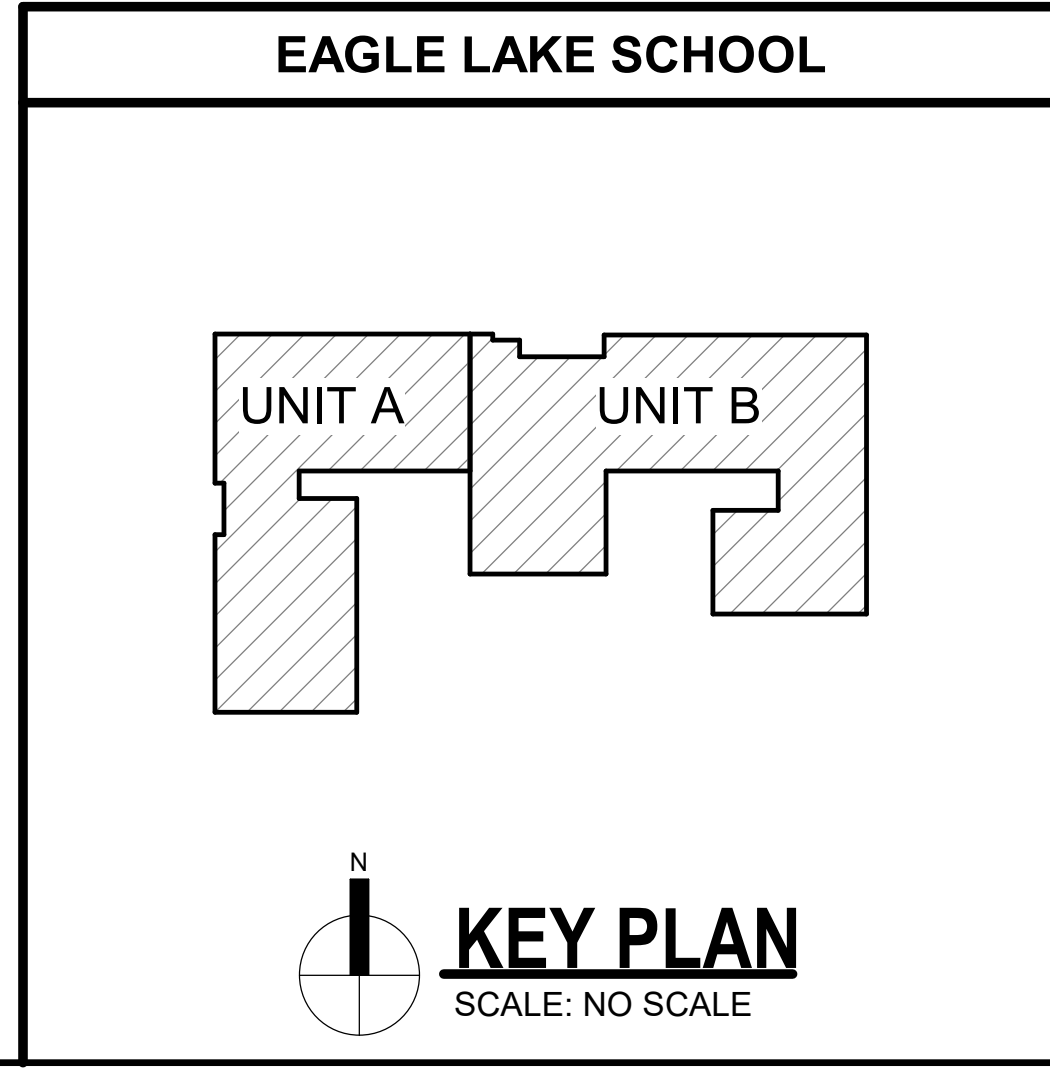 EAGLE LAKE SCHOOL
UNIT A
UNIT B
N
KEY PLAN
SCALE: NO SCALE